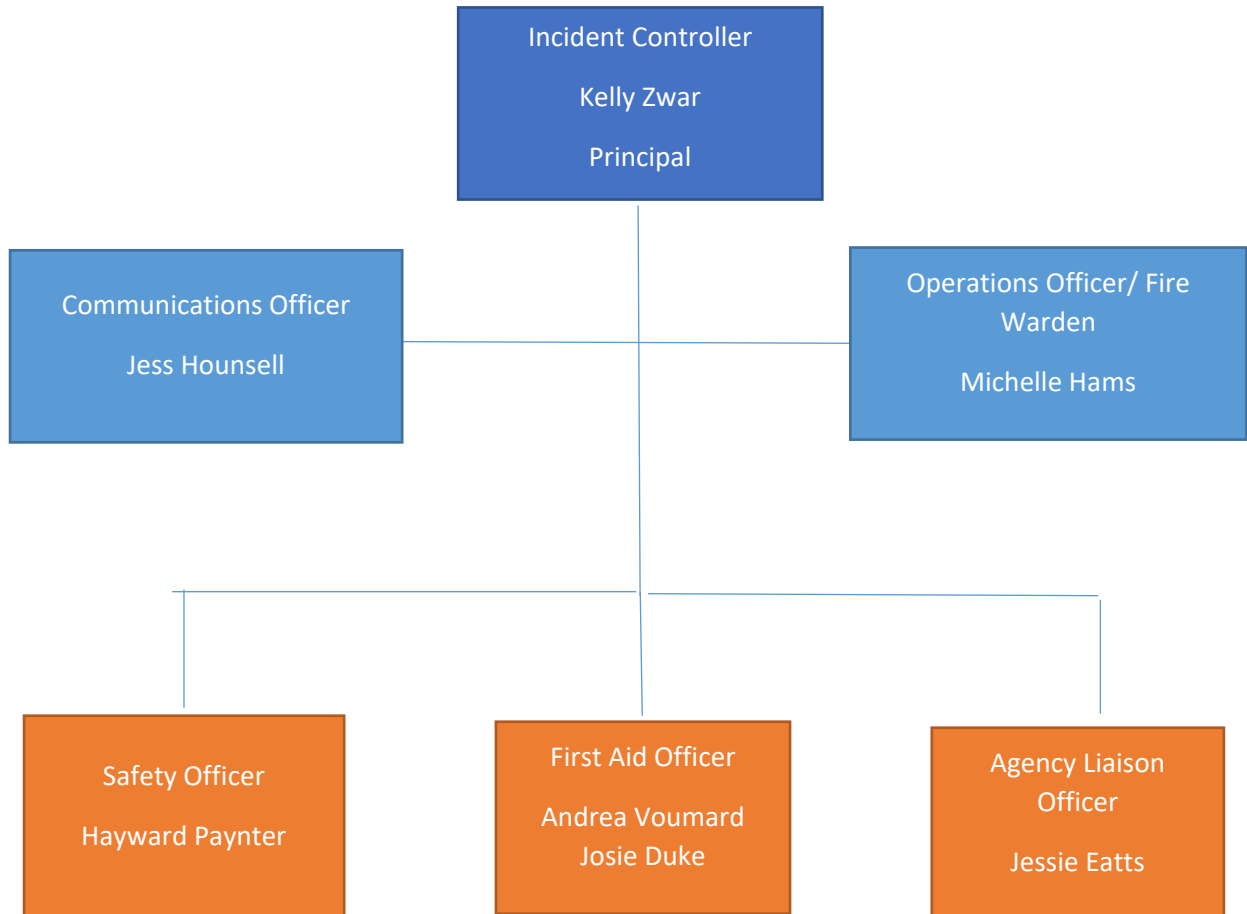 Incident Controller
Kelly Zwar
Principal
Communications Officer
Jess Hounsell
Operations Officer/ Fire
Warden
Michelle Hams
Safety Officer
Hayward Paynter
First Aid Officer
Andrea Voumard
Josie Duke
Agency Liaison
Officer
Jessie Eatts